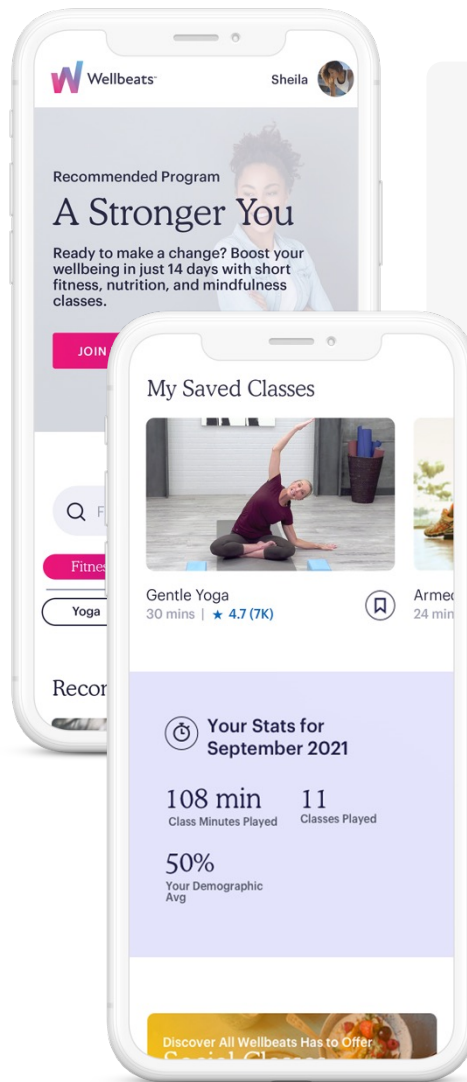 Wellbeats™
Sheila
Recommended Program
A Stronger You
Ready to make a change? Boost your
wellbeing in just 14 days with short
fitness, nutrition, and mindfulness
classes.
JOIN
Yoga
My Saved Classes
Gentle Yoga
30 mins | ★ 4.7 (7K)
24 min
Your Stats for
September 2021
108 min
Class Minutes Played
11
Classes Played
50%
Your Demographic
Avg
Discover All Wellbeats Has to Offer